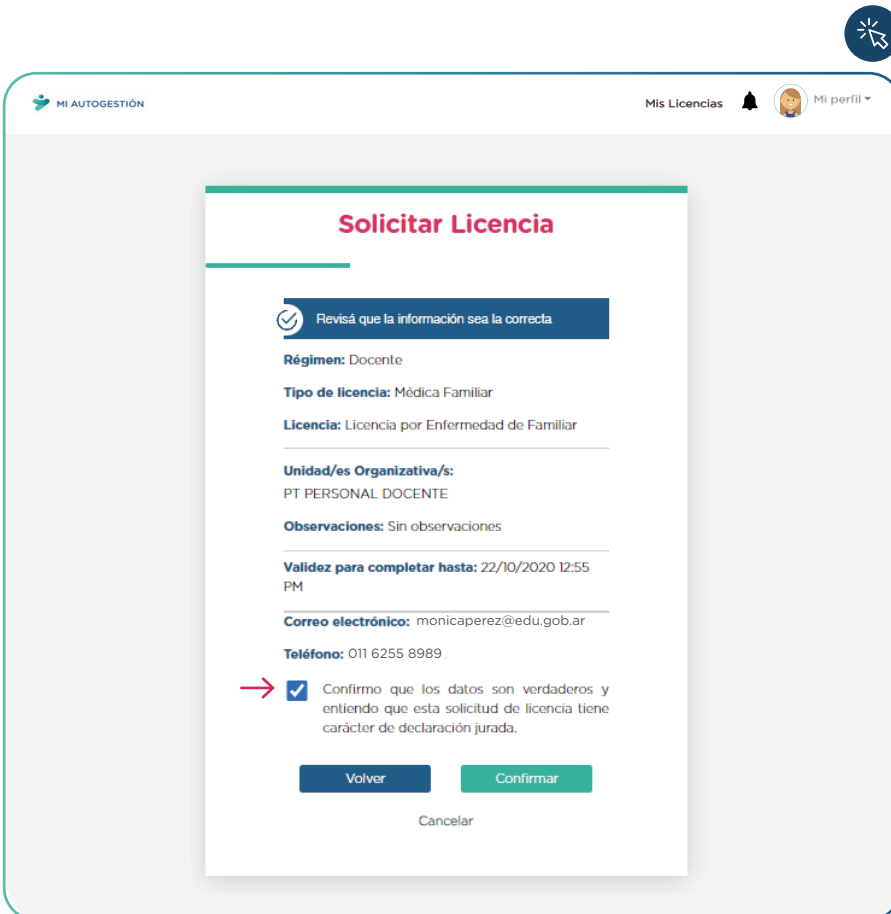 MI AUTOGESTIÓN
Mis Licencias
Mi perfil
Solicitar Licencia
Revisá que la información sea la correcta
Régimen: Docente
Tipo de licencia: Médica Familiar
Licencia: Licencia por Enfermedad de Familiar
Unidad/es Organizativa/s:
PT PERSONAL DOCENTE
Observaciones: Sin observaciones
Validez para completar hasta: 22/10/2020 12:55
PM
Correo electrónico: monicaperez@edu.gob.ar
Teléfono: 011 6255 8989
Confirmo que los datos son verdaderos y
entiendo que esta solicitud de licencia tiene
carácter de declaración jurada.
Volver
Confirmar
Cancelar